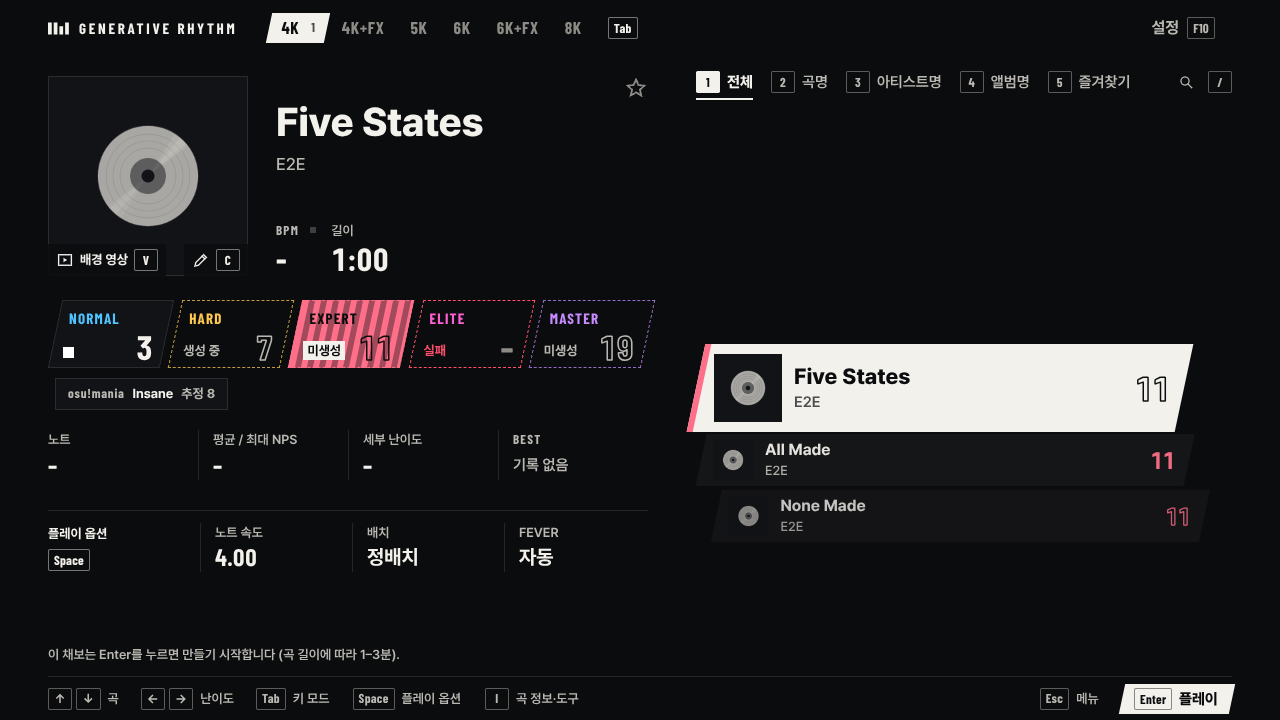 GENERATIVE RHYTHM
4K 1 4K+FX 5K 6K 6K+FX 8K Tab
설정 F10
Five States
E2E
BPM 길이
- 1:00
배경 영상 V C
NORMAL 3
HARD 생성 중 7
EXPERT 미생성 11
ELITE 실패 -
MASTER 미생성 19
osu!mania Insane 추정 8
노트 평균 / 최대 NPS 세부 난이도 BEST
- - - 기록 없음
플레이 옵션 노트 속도 배치 FEVER
Space 4.00 정배치 자동
1 전체 2 곡명 3 아티스트명 4 앨범명 5 즐겨찾기 /
Five States
E2E
11
All Made
E2E
11
None Made
E2E
11
이 채보는 Enter를 누르면 만들기 시작합니다 (곡 길이에 따라 1–3분).
↑ ↓ 곡 ← → 난이도 Tab 키 모드 Space 플레이 옵션 I 곡 정보·도구
Esc 메뉴 Enter 플레이